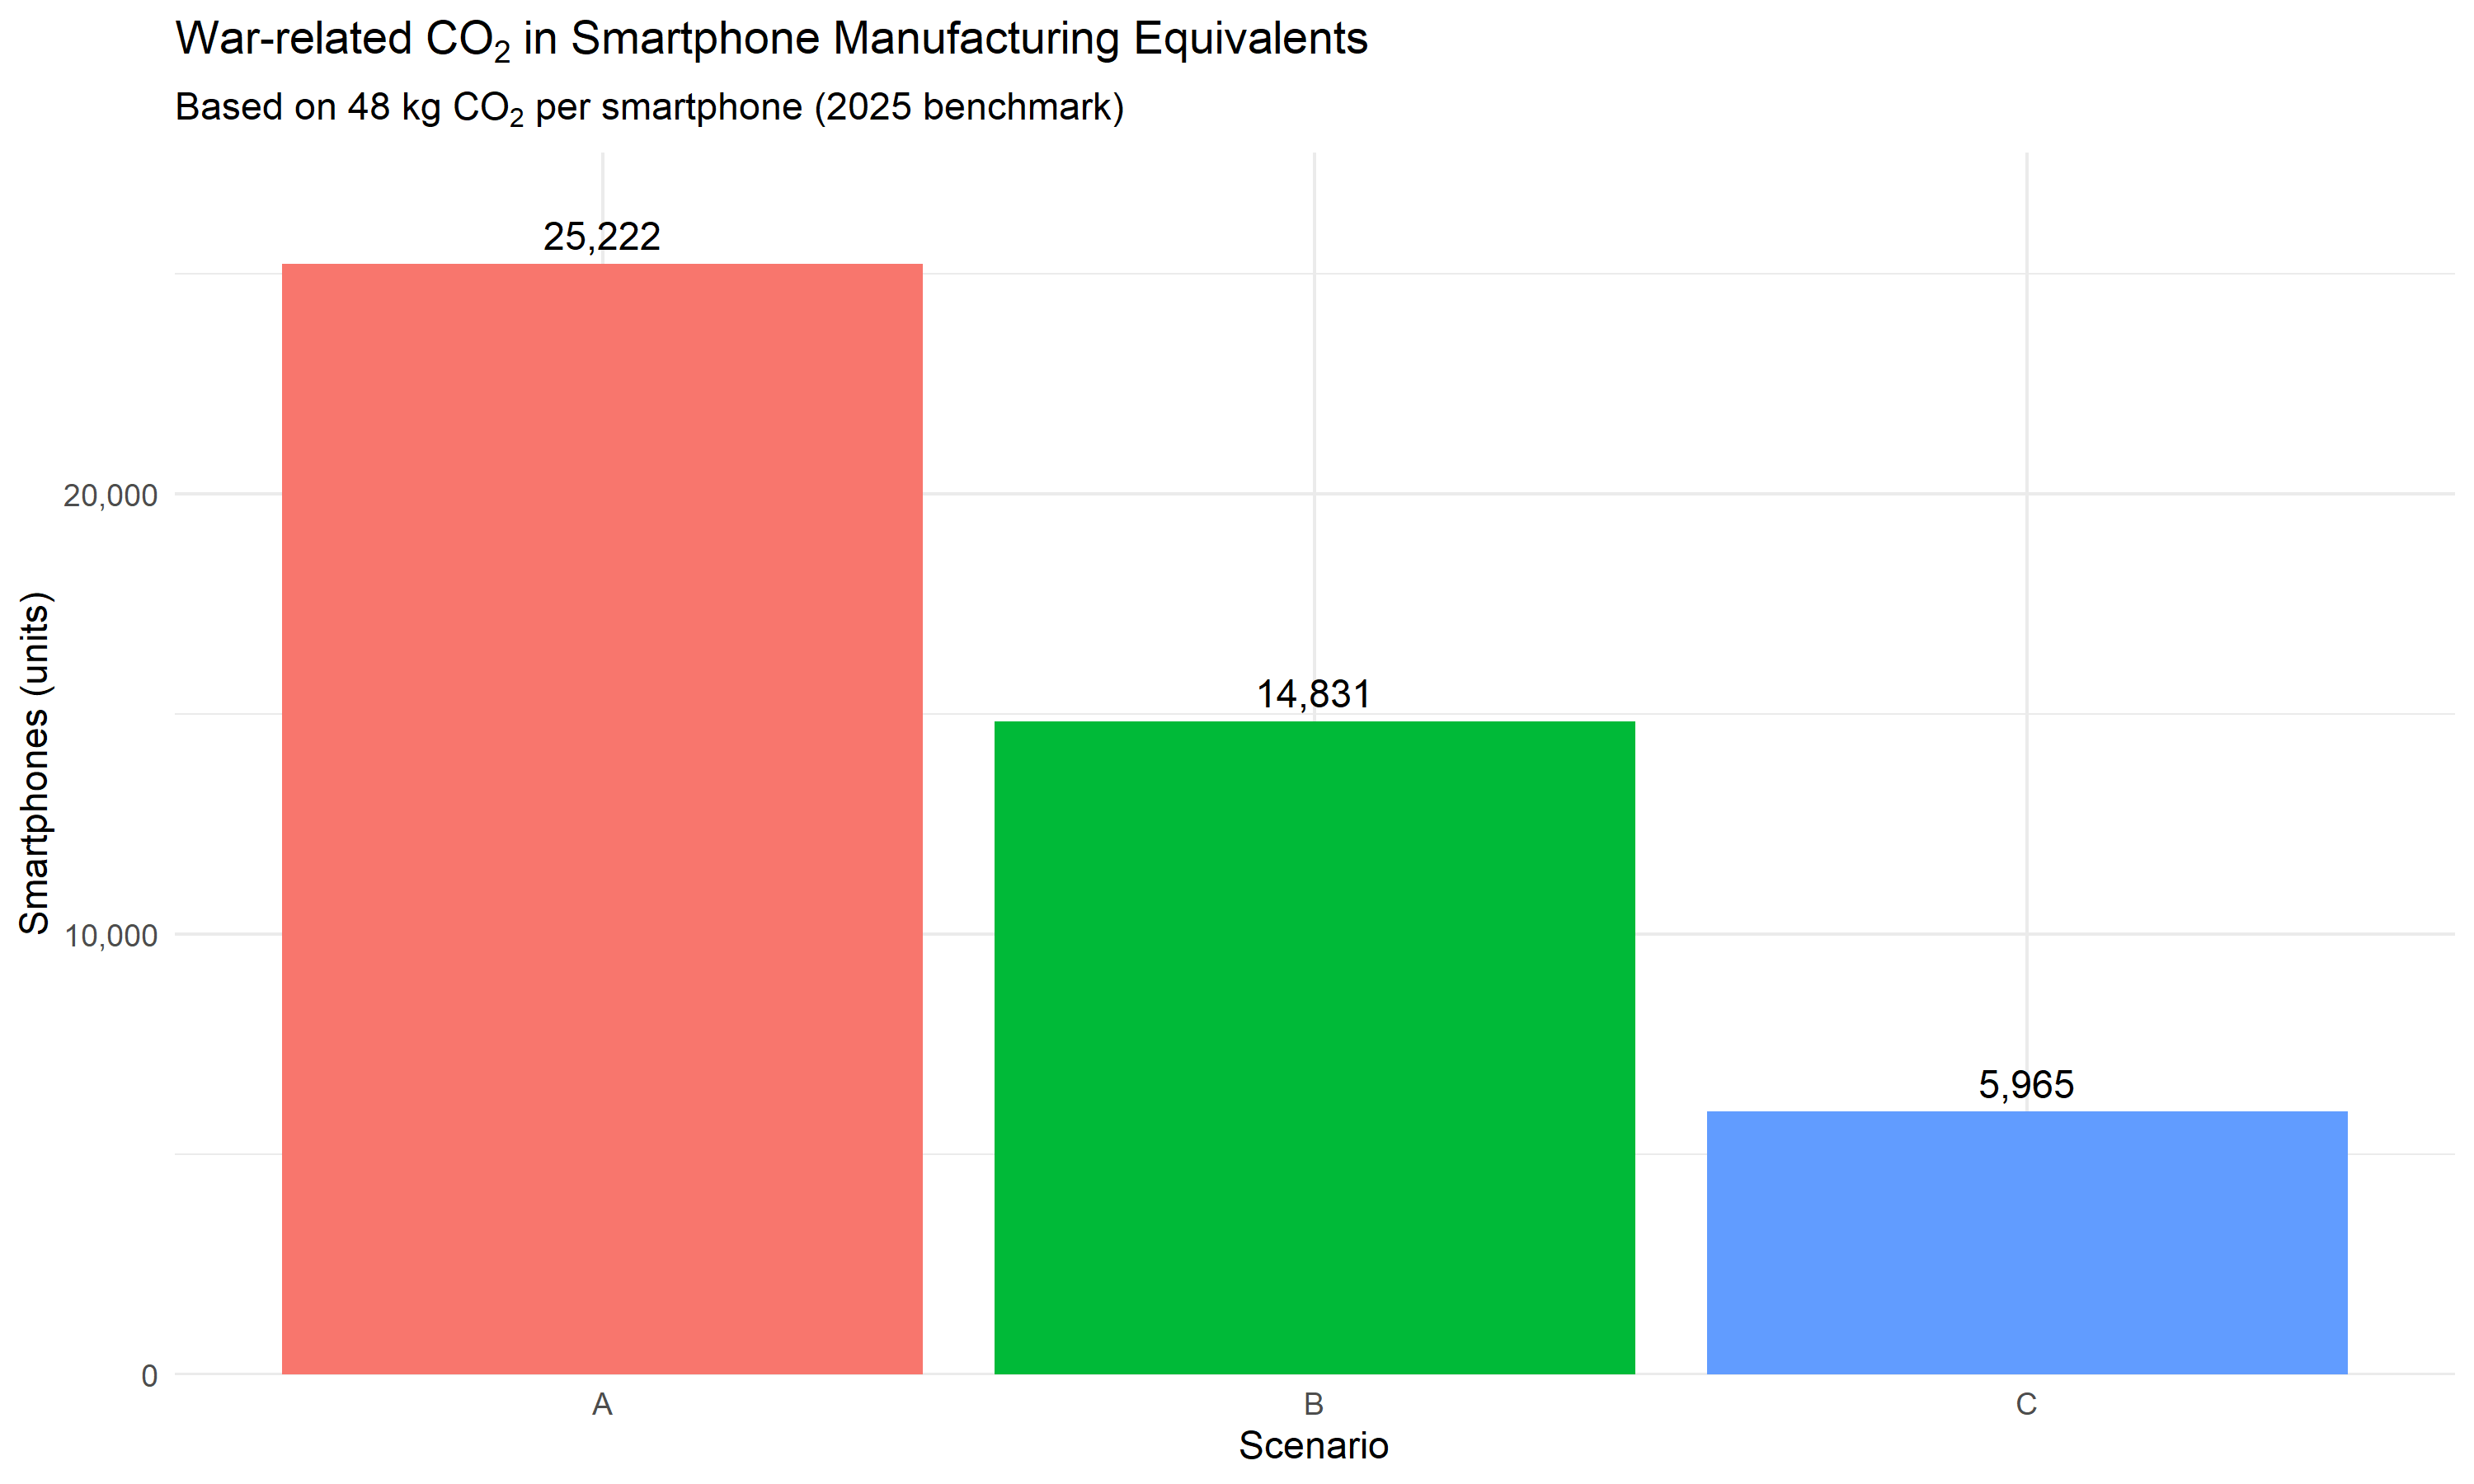 War-related CO₂ in Smartphone Manufacturing Equivalents
Based on 48 kg CO₂ per smartphone (2025 benchmark)
25,222
14,831
5,965
Smartphones (units)
20,000
10,000
0
A
B
C
Scenario